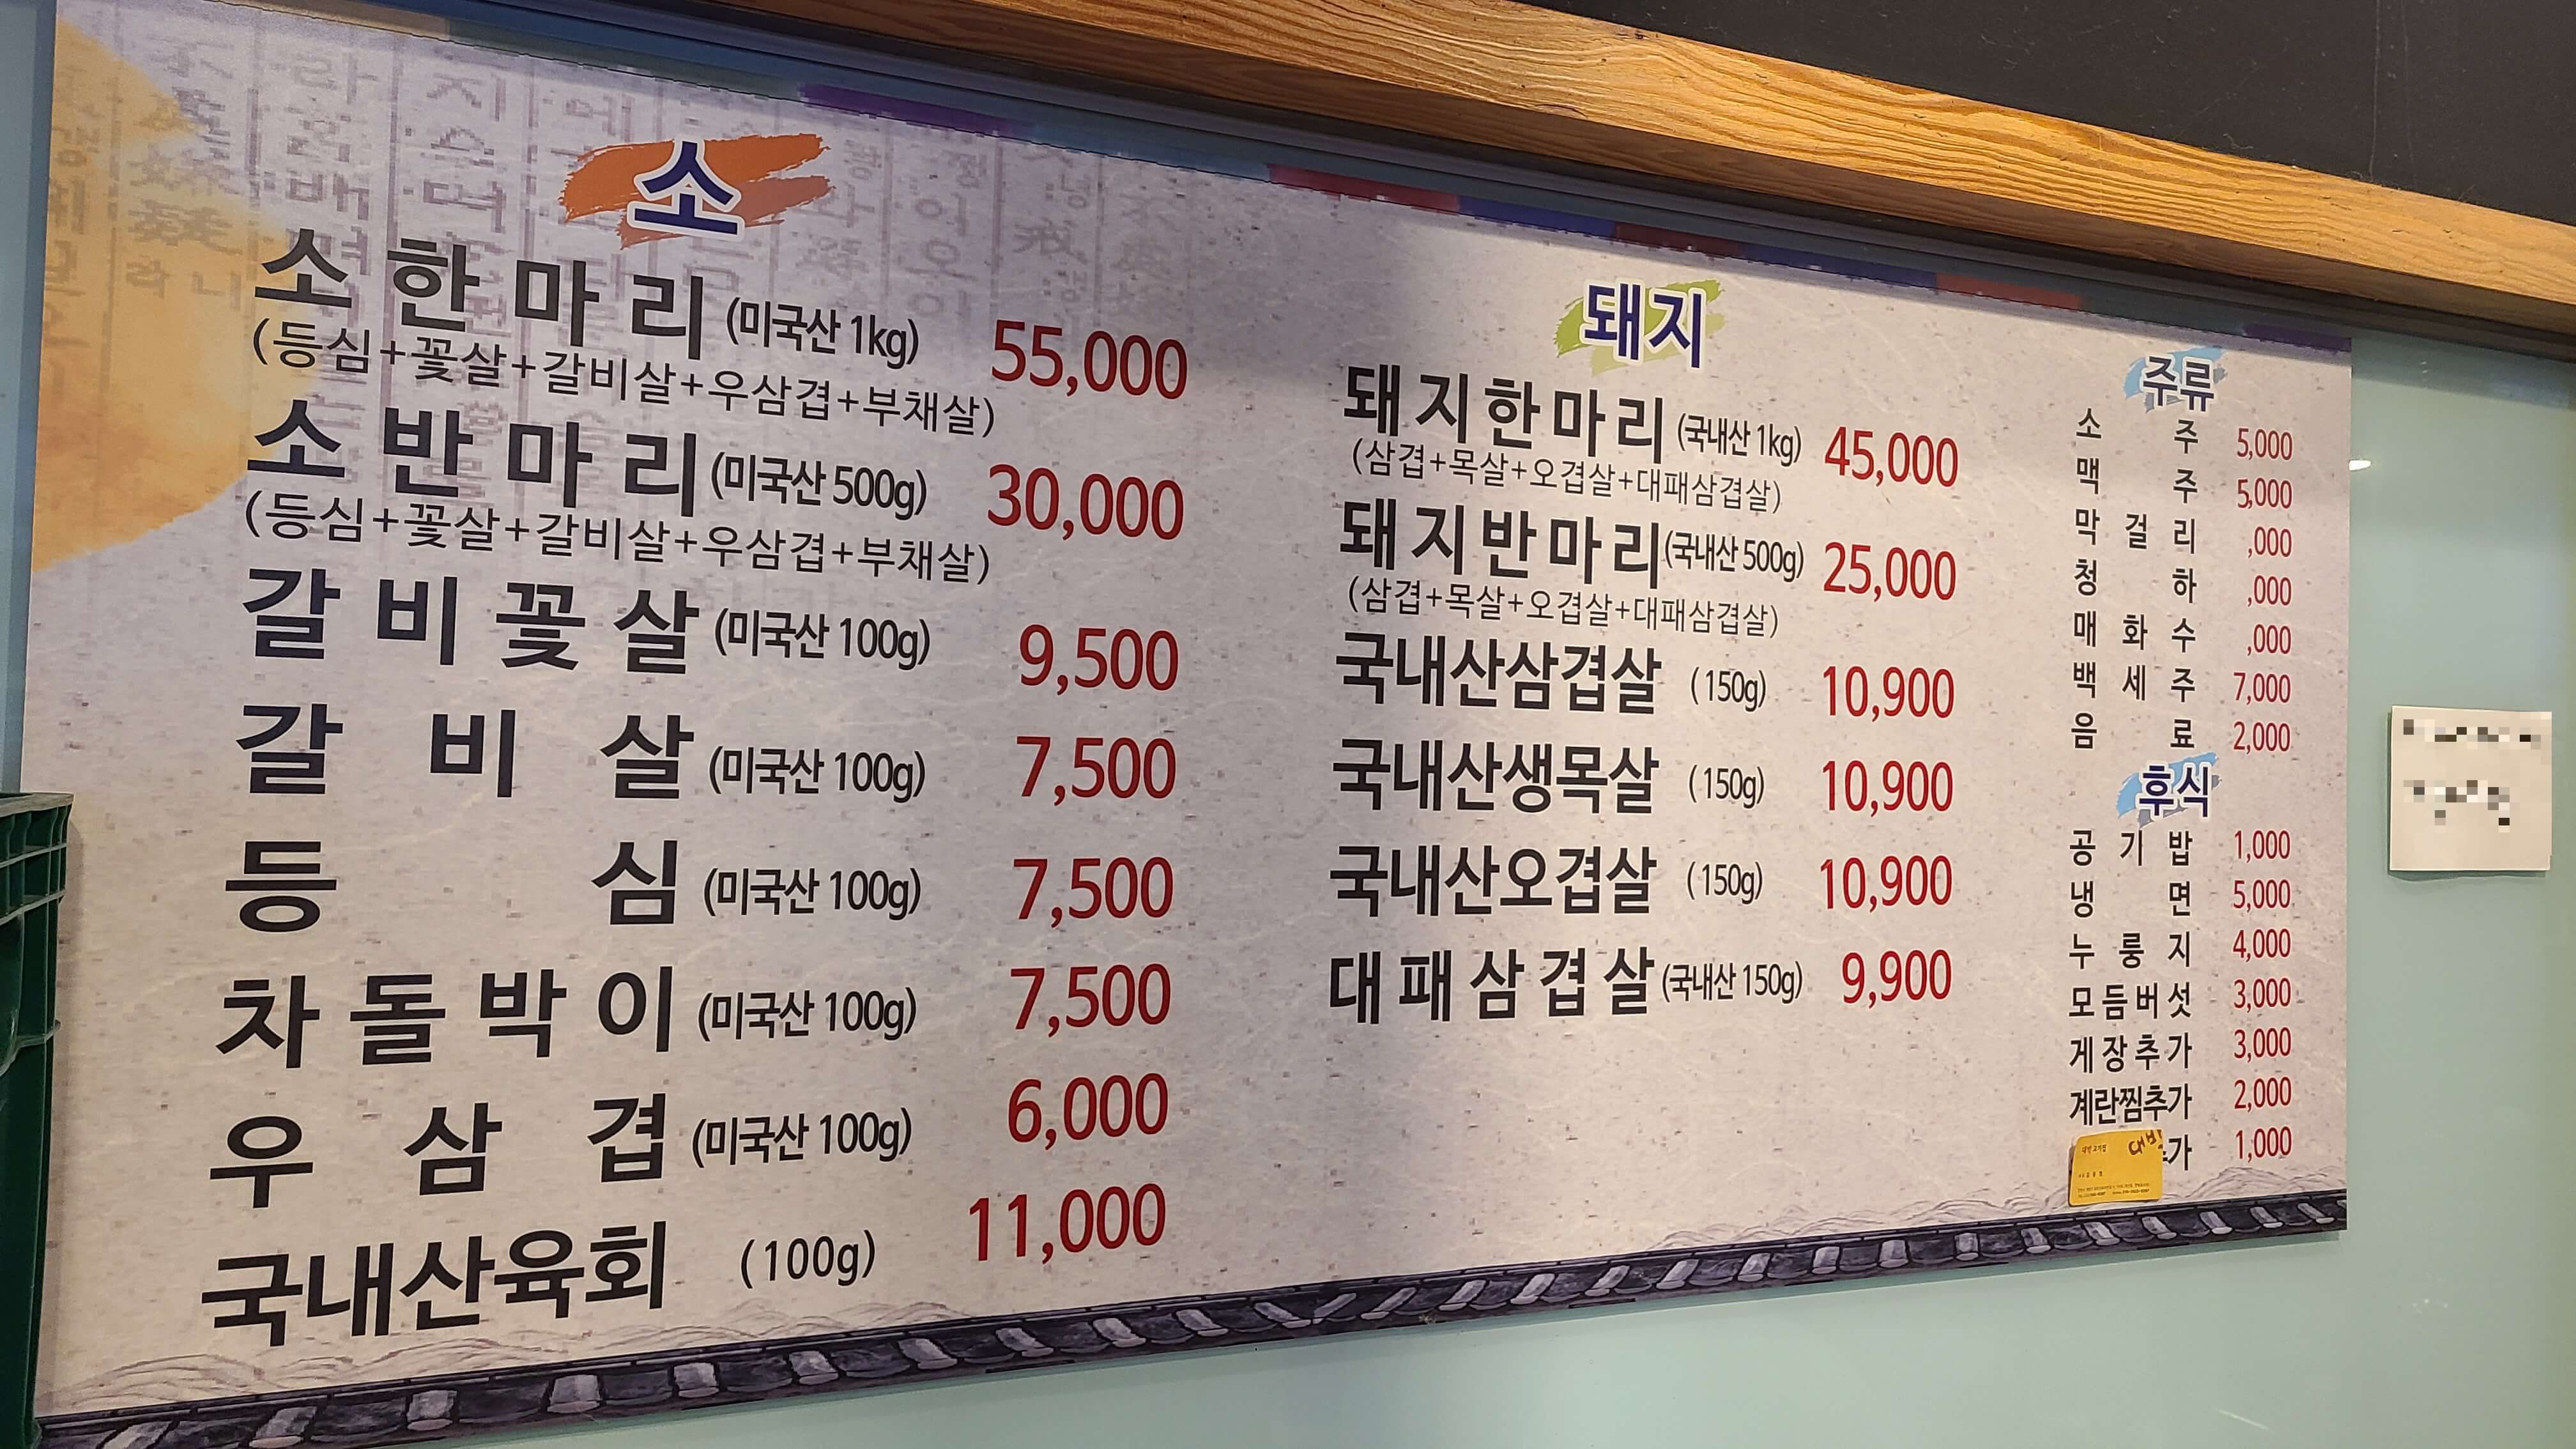 소
소한마리 (미국산 1kg) 55,000
(등심+꽃살+갈비살+우삼겹+부채살)
소반마리 (미국산 500g) 30,000
(등심+꽃살+갈비살+우삼겹+부채살)
갈비꽃살 (미국산 100g) 9,500
갈비살 (미국산 100g) 7,500
등심 (미국산 100g) 7,500
차돌박이 (미국산 100g) 7,500
우삼겹 (미국산 100g) 6,000
국내산육회 (100g) 11,000
돼지
돼지한마리 (국내산 1kg) 45,000
(삼겹+목살+오겹살+대패삼겹살)
돼지반마리 (국내산 500g) 25,000
(삼겹+목살+오겹살+대패삼겹살)
국내산삼겹살 (150g) 10,900
국내산생목살 (150g) 10,900
국내산오겹살 (150g) 10,900
대패삼겹살 (국내산 150g) 9,900
주류
소주 5,000
맥주 5,000
막걸리 ,000
청하 ,000
매화수 ,000
백세주 7,000
음료 2,000
후식
공기밥 1,000
냉면 5,000
누룽지 4,000
모듬버섯 3,000
게장추가 3,000
계란찜추가 2,000
가 1,000